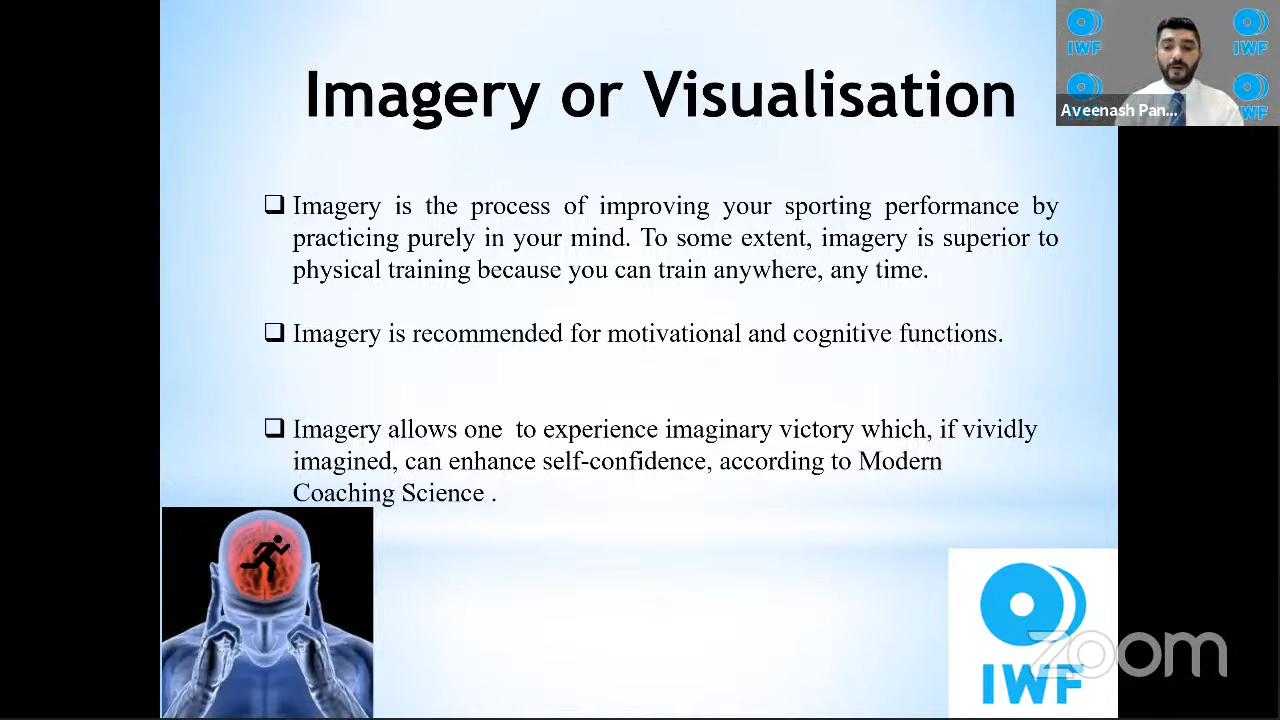 Imagery or Visualisation
IWF
IWF
IWF
IWF
Aveenash Pan...
❑ Imagery is the process of improving your sporting performance by
practicing purely in your mind. To some extent, imagery is superior to
physical training because you can train anywhere, any time.
❑ Imagery is recommended for motivational and cognitive functions.
❑ Imagery allows one to experience imaginary victory which, if vividly
imagined, can enhance self-confidence, according to Modern
Coaching Science .
IWF
zoom